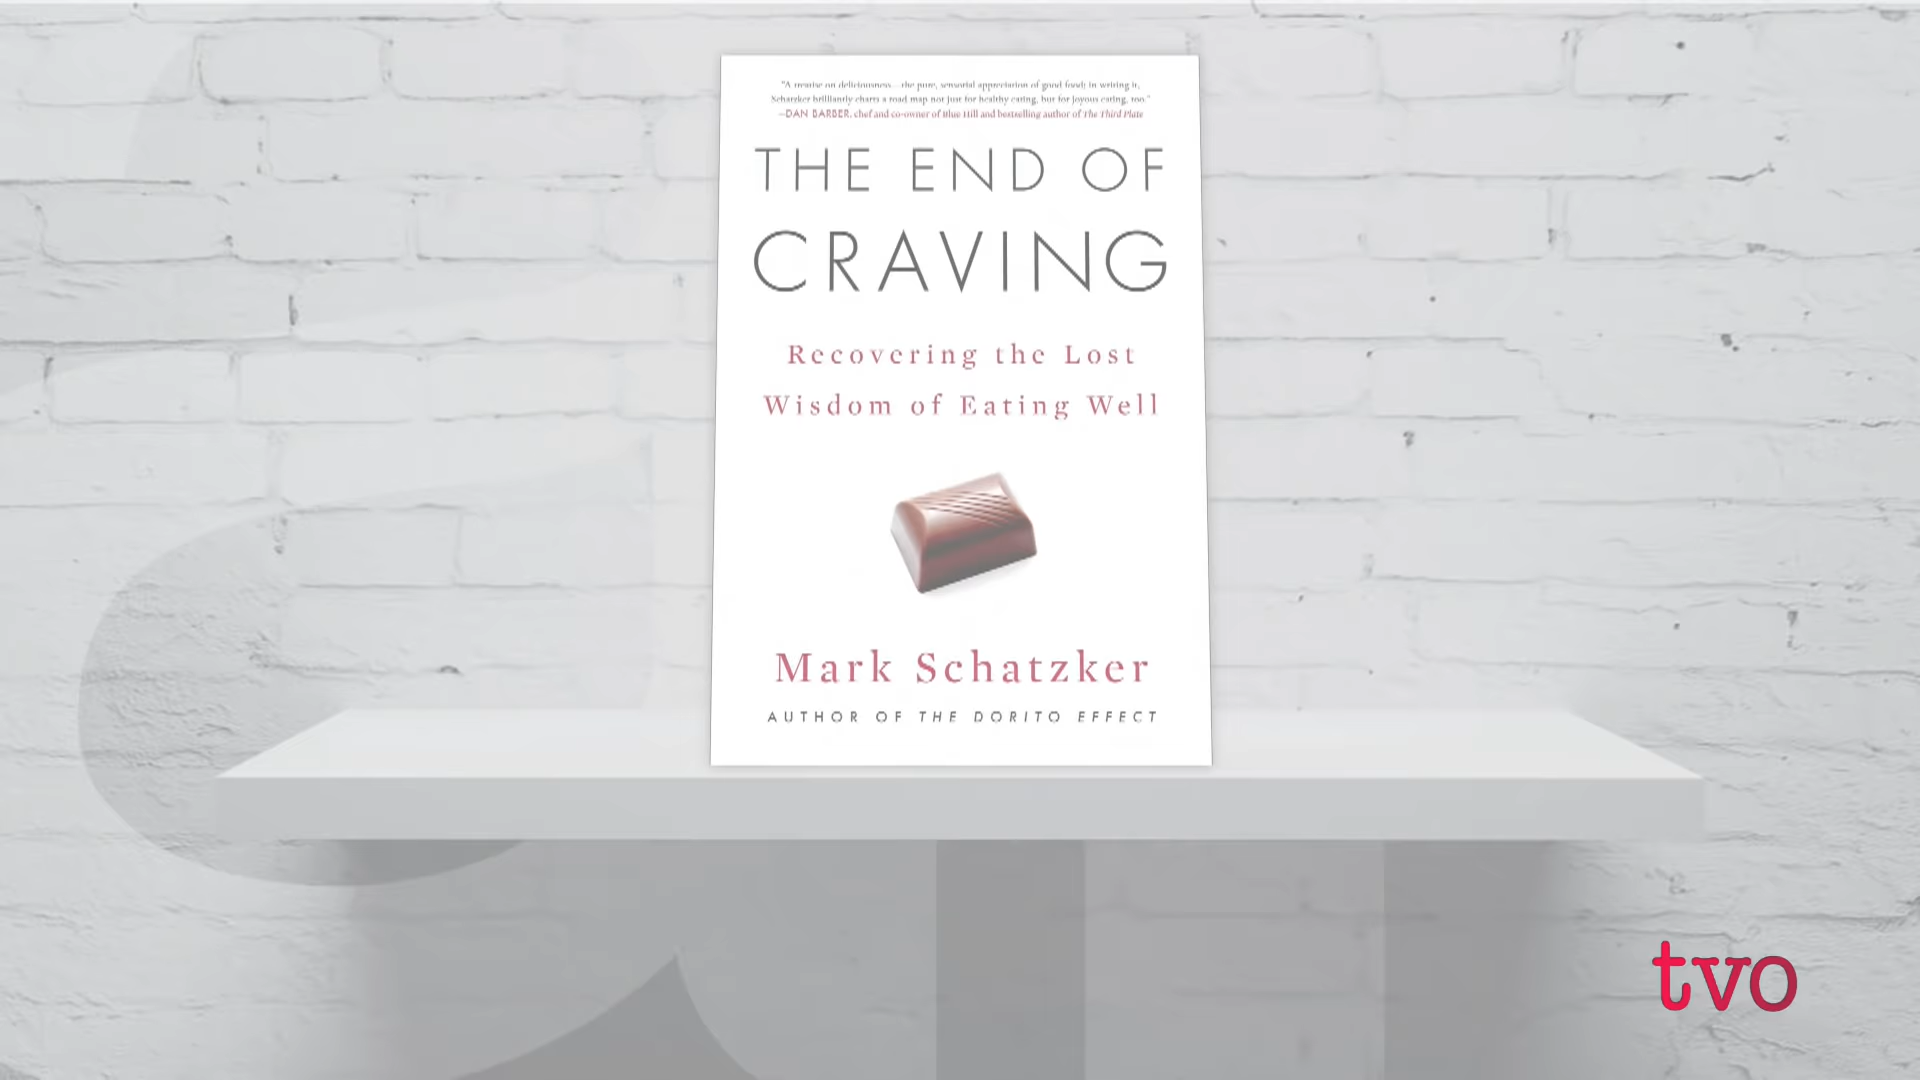 "A treatise on deliciousness—the pure, sensorial appreciation of good food; in writing it,
Schatzker brilliantly charts a road map not just for healthy eating, but for joyous eating, too."
—DAN BARBER, chef and co-owner of Blue Hill and bestselling author of The Third Plate
THE END OF
CRAVING
Recovering the Lost
Wisdom of Eating Well
Mark Schatzker
AUTHOR OF THE DORITO EFFECT
tvo